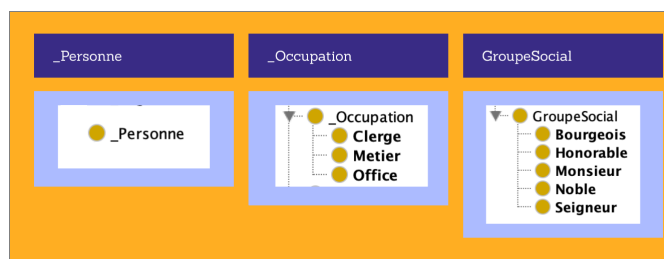 _Personne
_Occupation
GroupeSocial
_Personne
_Occupation
Clerge
Metier
Office
GroupeSocial
Bourgeois
Honorable
Monsieur
Noble
Seigneur